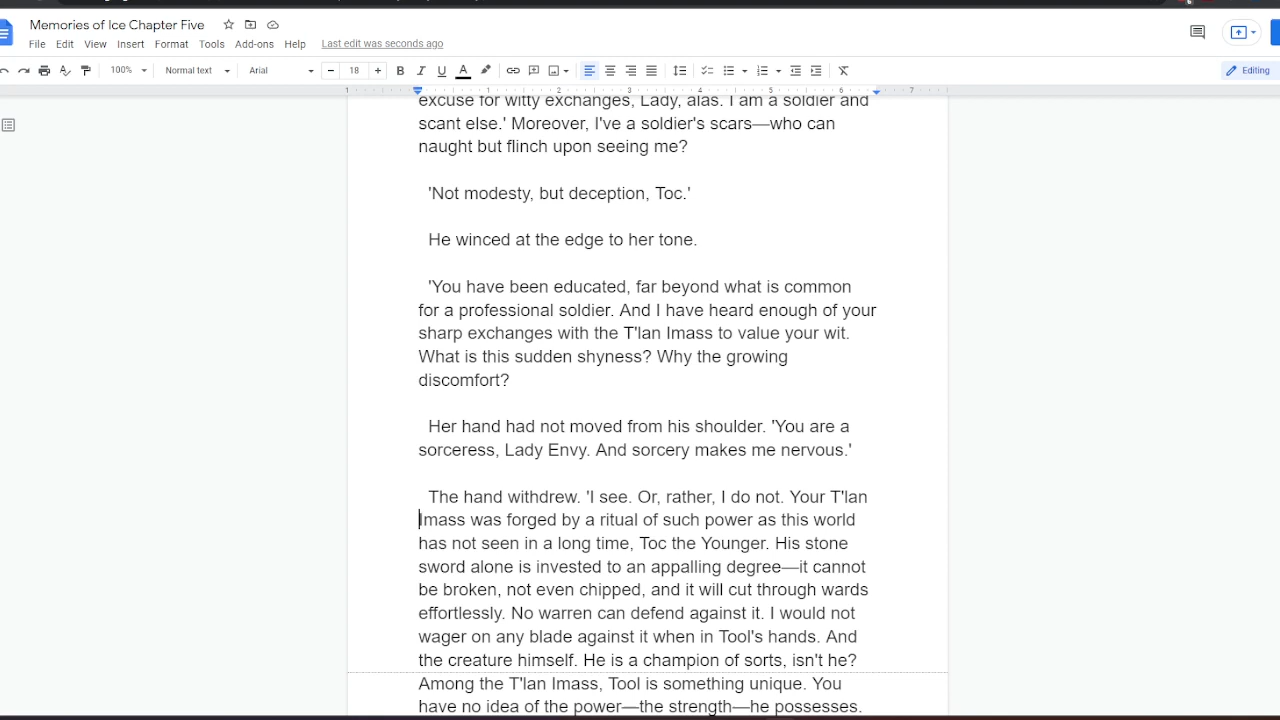 Memories of Ice Chapter Five
File Edit View Insert Format Tools Add-ons Help Last edit was seconds ago
100% Normal text Arial 18 Editing
1 1 2 3 4 5 6 7
excuse for witty exchanges, Lady, alas. I am a soldier and
scant else.' Moreover, I've a soldier's scars—who can
naught but flinch upon seeing me?
'Not modesty, but deception, Toc.'
He winced at the edge to her tone.
'You have been educated, far beyond what is common
for a professional soldier. And I have heard enough of your
sharp exchanges with the T'lan Imass to value your wit.
What is this sudden shyness? Why the growing
discomfort?
Her hand had not moved from his shoulder. 'You are a
sorceress, Lady Envy. And sorcery makes me nervous.'
The hand withdrew. 'I see. Or, rather, I do not. Your T'lan
Imass was forged by a ritual of such power as this world
has not seen in a long time, Toc the Younger. His stone
sword alone is invested to an appalling degree—it cannot
be broken, not even chipped, and it will cut through wards
effortlessly. No warren can defend against it. I would not
wager on any blade against it when in Tool's hands. And
the creature himself. He is a champion of sorts, isn't he?
Among the T'lan Imass, Tool is something unique. You
have no idea of the power—the strength—he possesses.